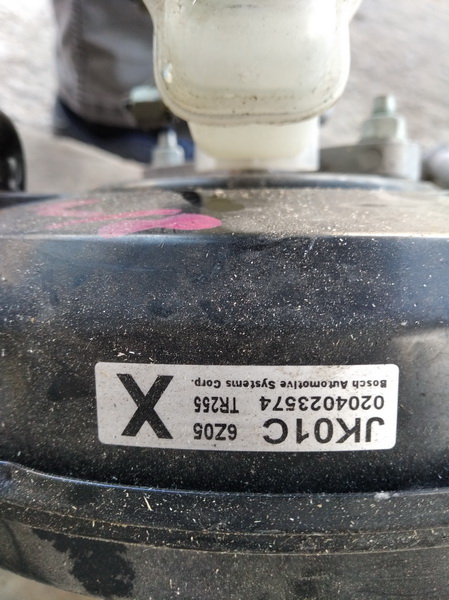 JK01C 6Z05 X
0204023574 TR255
Bosch Automotive Systems Corp.